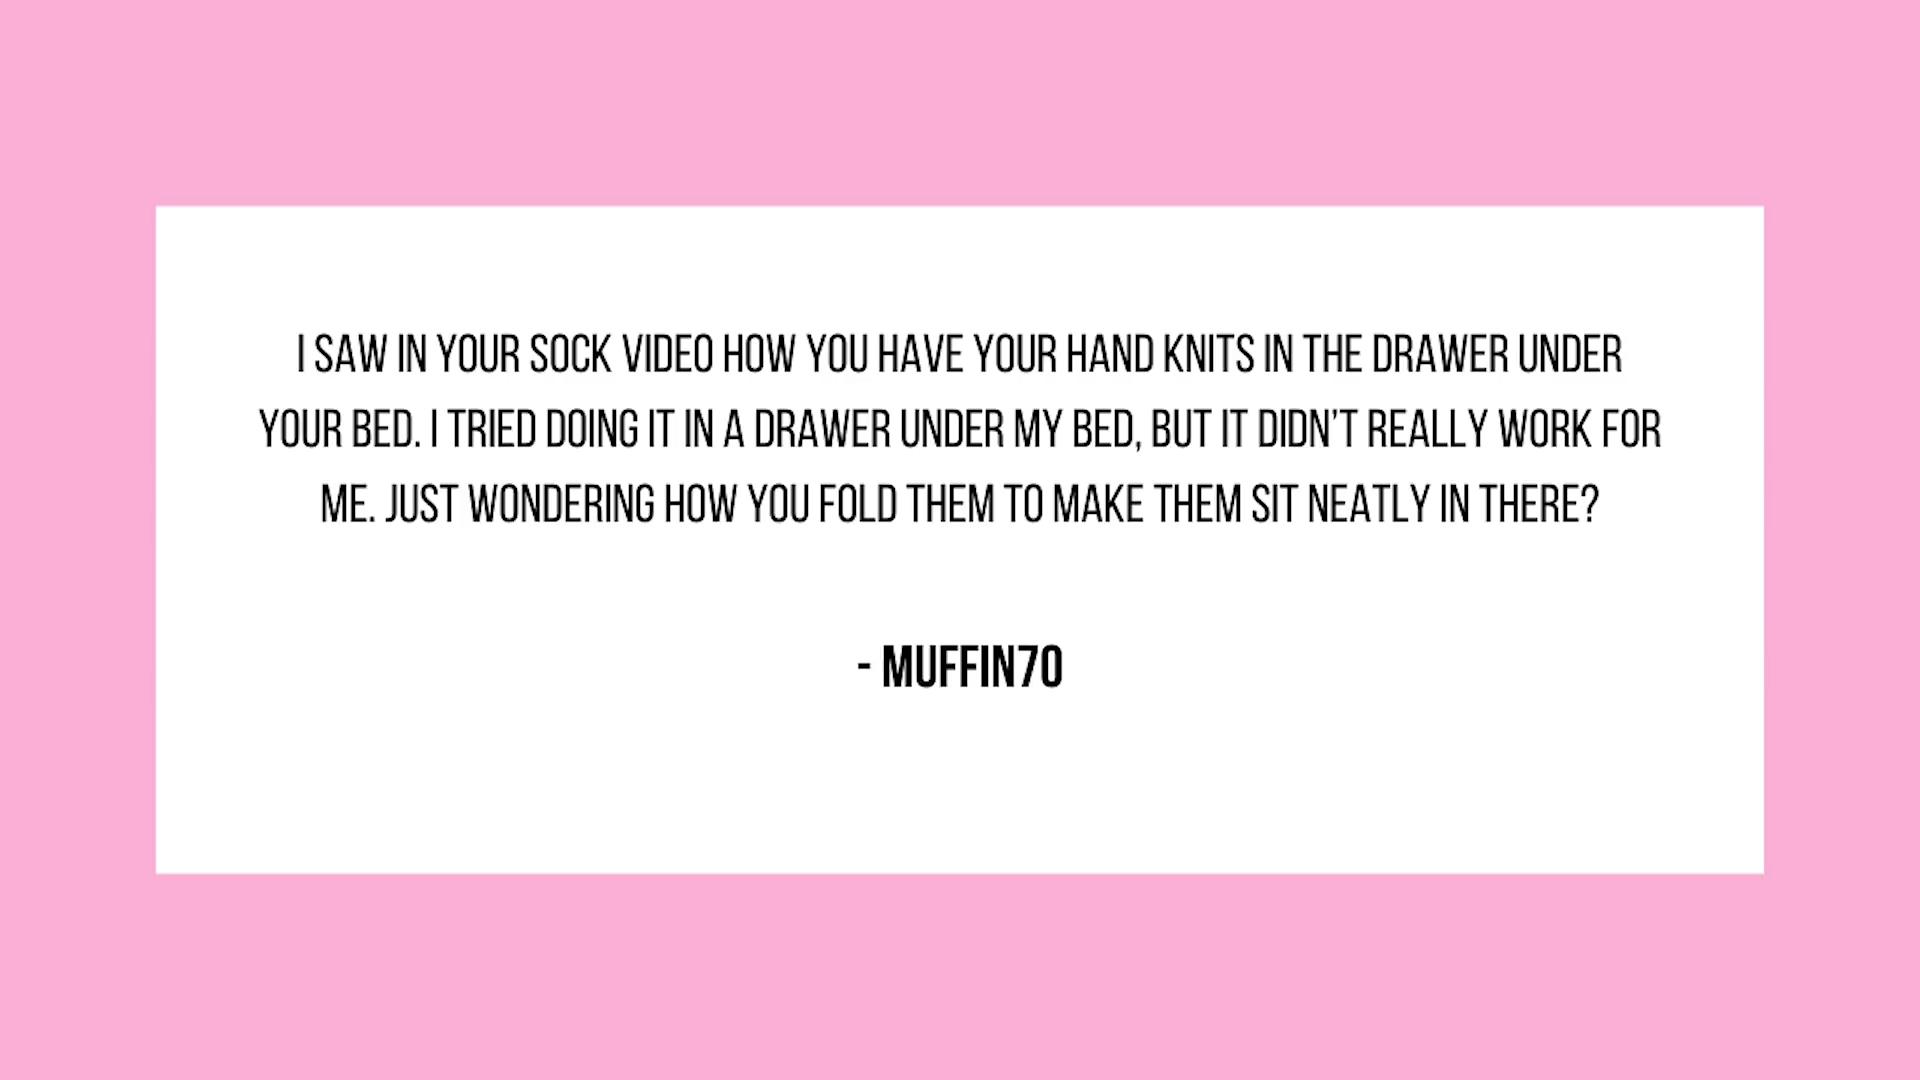 I SAW IN YOUR SOCK VIDEO HOW YOU HAVE YOUR HAND KNITS IN THE DRAWER UNDER
YOUR BED. I TRIED DOING IT IN A DRAWER UNDER MY BED, BUT IT DIDN’T REALLY WORK FOR
ME. JUST WONDERING HOW YOU FOLD THEM TO MAKE THEM SIT NEATLY IN THERE?
- MUFFIN70